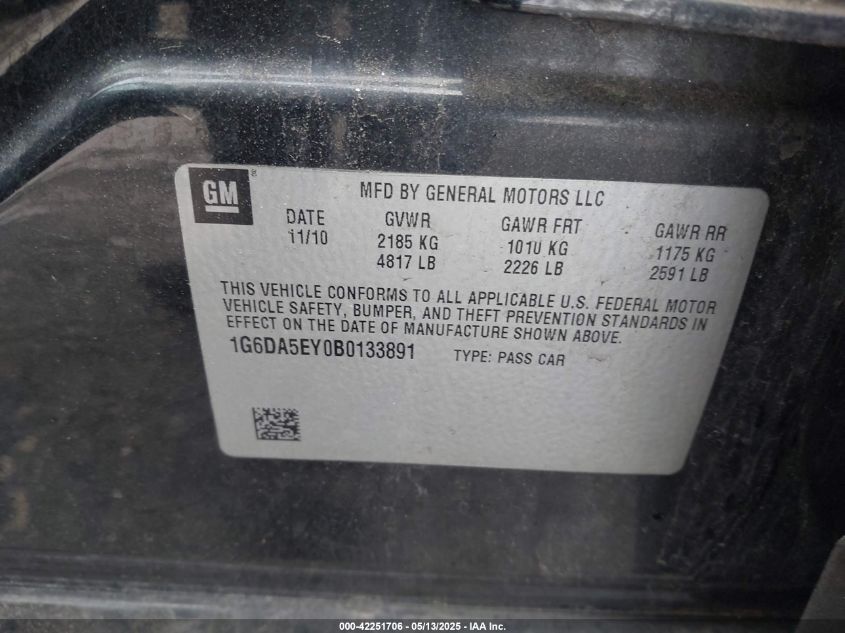 GM
MFD BY GENERAL MOTORS LLC
DATE GVWR GAWR FRT GAWR RR
11/10 2185 KG 1010 KG 1175 KG
4817 LB 2226 LB 2591 LB
THIS VEHICLE CONFORMS TO ALL APPLICABLE U.S. FEDERAL MOTOR
VEHICLE SAFETY, BUMPER, AND THEFT PREVENTION STANDARDS IN
EFFECT ON THE DATE OF MANUFACTURE SHOWN ABOVE.
1G6DA5EY0B0133891 TYPE: PASS CAR
000-42251706 - 05/13/2025 - IAA Inc.